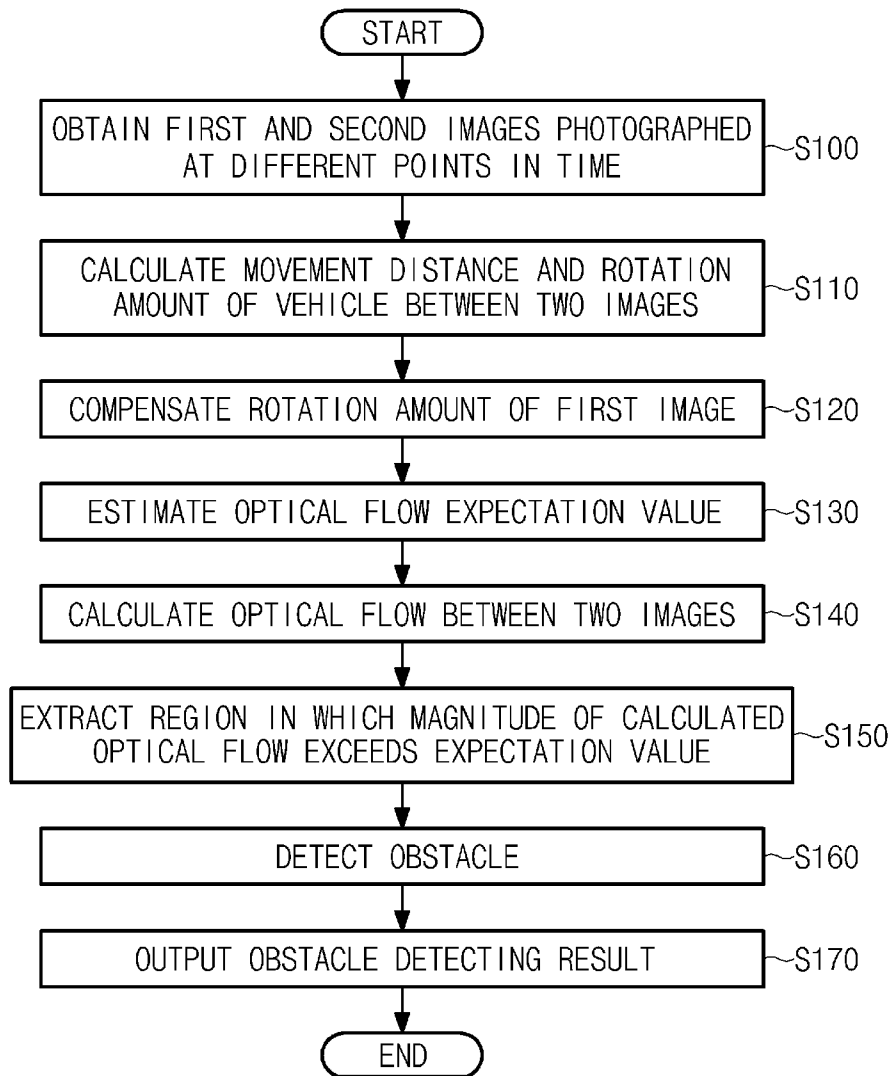 START
OBTAIN FIRST AND SECOND IMAGES PHOTOGRAPHED
AT DIFFERENT POINTS IN TIME
S100
CALCULATE MOVEMENT DISTANCE AND ROTATION
AMOUNT OF VEHICLE BETWEEN TWO IMAGES
S110
COMPENSATE ROTATION AMOUNT OF FIRST IMAGE
S120
ESTIMATE OPTICAL FLOW EXPECTATION VALUE
S130
CALCULATE OPTICAL FLOW BETWEEN TWO IMAGES
S140
EXTRACT REGION IN WHICH MAGNITUDE OF CALCULATED
OPTICAL FLOW EXCEEDS EXPECTATION VALUE
S150
DETECT OBSTACLE
S160
OUTPUT OBSTACLE DETECTING RESULT
S170
END